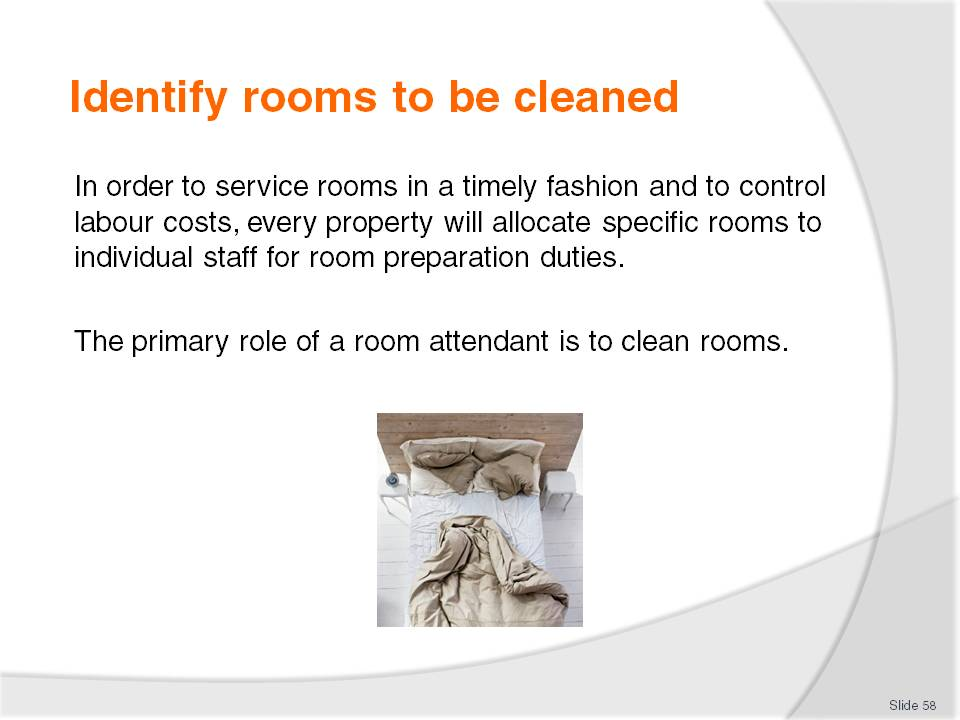 Identify rooms to be cleaned
In order to service rooms in a timely fashion and to control
labour costs, every property will allocate specific rooms to
individual staff for room preparation duties.
The primary role of a room attendant is to clean rooms.
Slide 58